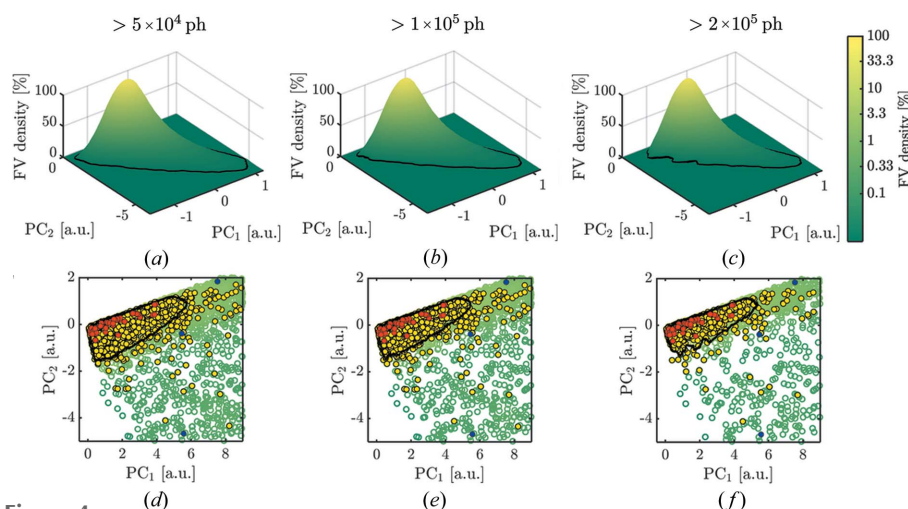 > 5×10⁴ ph
> 1×10⁵ ph
> 2×10⁵ ph
FV density [%]
100
50
0
PC₂ [a.u.]
-5
-1
0
1
PC₁ [a.u.]
(a)
FV density [%]
100
50
0
PC₂ [a.u.]
-5
-1
0
1
PC₁ [a.u.]
(b)
FV density [%]
100
50
0
PC₂ [a.u.]
-5
-1
0
1
PC₁ [a.u.]
(c)
100
33.3
10
3.3
1
0.33
0.1
FV density [%]
PC₂ [a.u.]
2
0
-2
-4
0 2 4 6 8
PC₁ [a.u.]
(d)
PC₂ [a.u.]
2
0
-2
-4
0 2 4 6 8
PC₁ [a.u.]
(e)
PC₂ [a.u.]
2
0
-2
-4
0 2 4 6 8
PC₁ [a.u.]
(f)